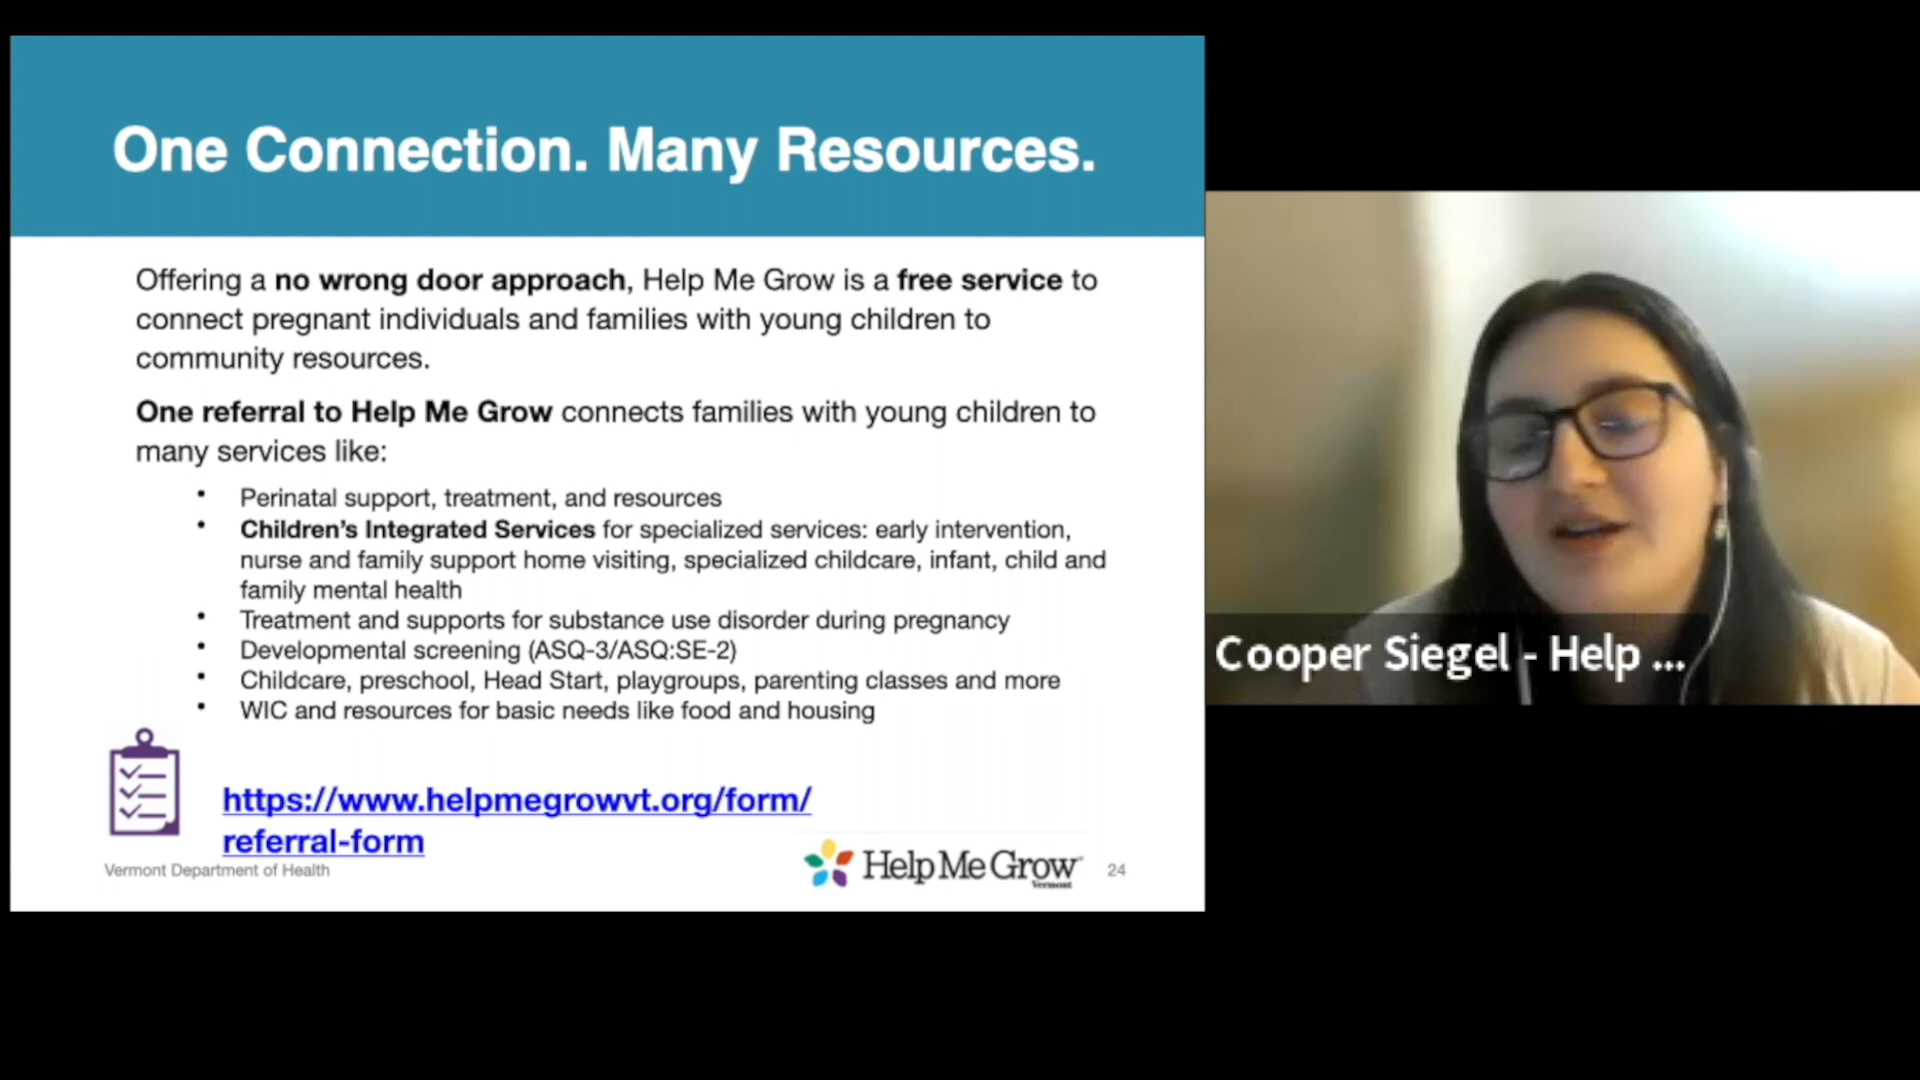 One Connection. Many Resources.
Offering a no wrong door approach, Help Me Grow is a free service to
connect pregnant individuals and families with young children to
community resources.
One referral to Help Me Grow connects families with young children to
many services like:
• Perinatal support, treatment, and resources
• Children's Integrated Services for specialized services: early intervention,
nurse and family support home visiting, specialized childcare, infant, child and
family mental health
• Treatment and supports for substance use disorder during pregnancy
• Developmental screening (ASQ-3/ASQ:SE-2)
• Childcare, preschool, Head Start, playgroups, parenting classes and more
• WIC and resources for basic needs like food and housing
https://www.helpmegrowvt.org/form/
referral-form
Vermont Department of Health
Help Me Grow
Vermont
24
Cooper Siegel - Help ...